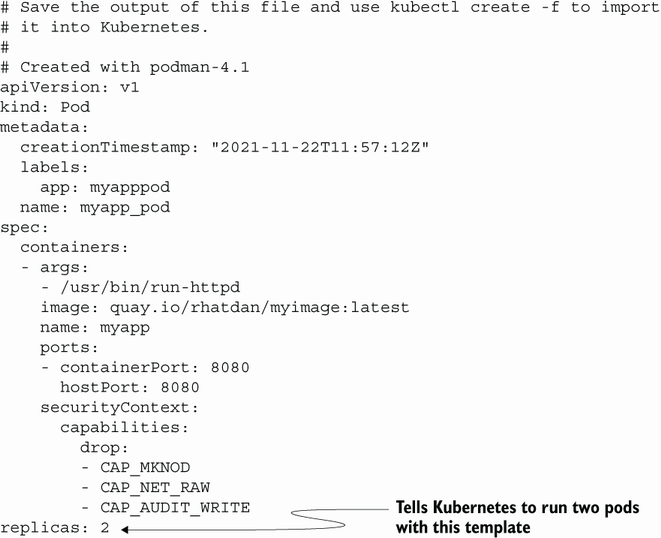 # Save the output of this file and use kubectl create -f to import
# it into Kubernetes.
#
# Created with podman-4.1
apiVersion: v1
kind: Pod
metadata:
  creationTimestamp: "2021-11-22T11:57:12Z"
  labels:
    app: myapppod
  name: myapp_pod
spec:
  containers:
  - args:
    - /usr/bin/run-httpd
    image: quay.io/rhatdan/myimage:latest
    name: myapp
    ports:
    - containerPort: 8080
      hostPort: 8080
    securityContext:
      capabilities:
        drop:
        - CAP_MKNOD
        - CAP_NET_RAW
        - CAP_AUDIT_WRITE
replicas: 2
Tells Kubernetes to run two pods
with this template